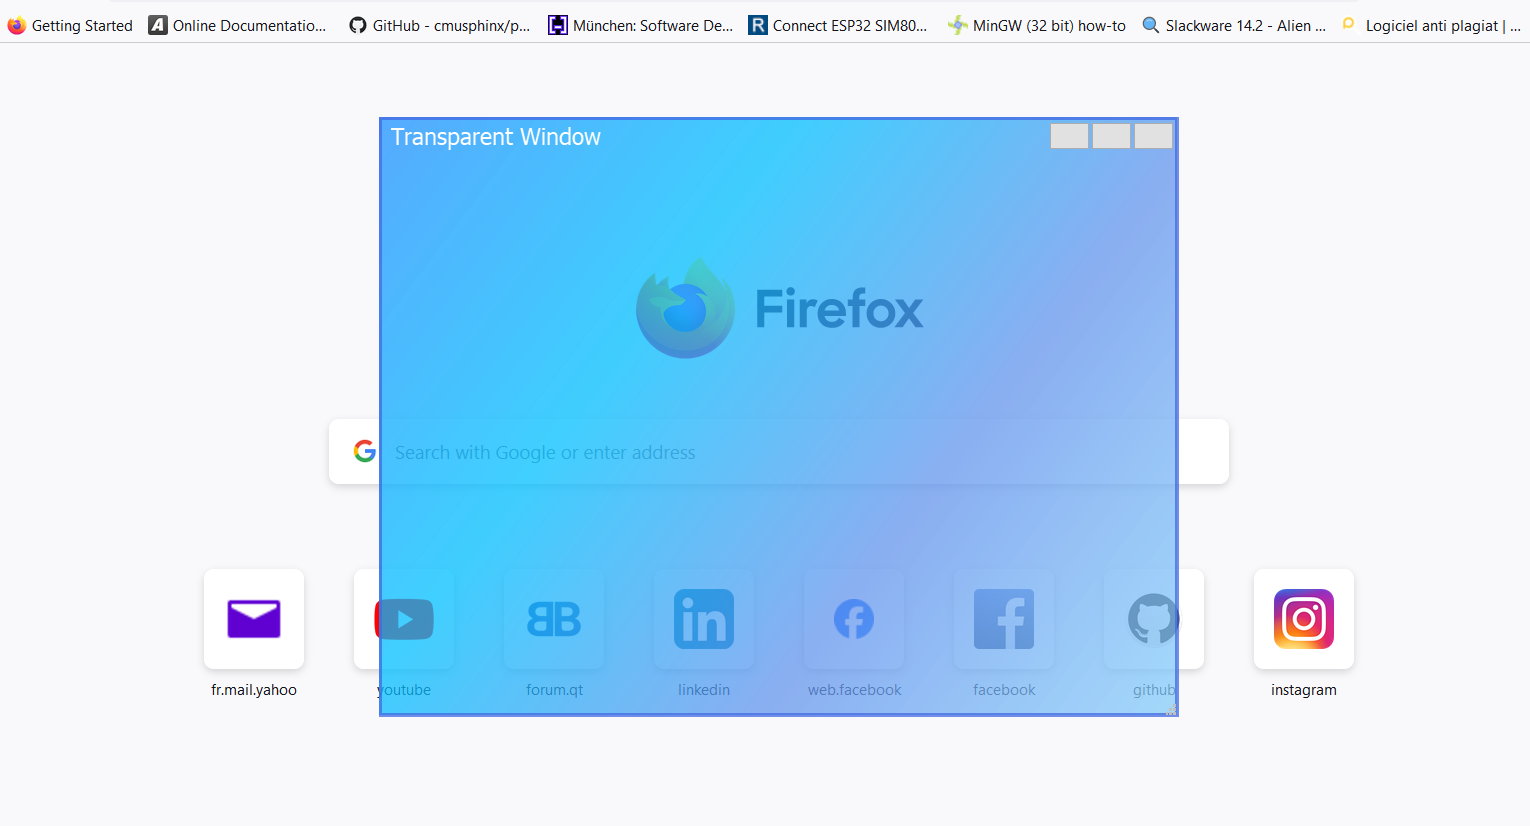 Getting Started
Online Documentatio...
GitHub - cmusphinx/p...
München: Software De...
Connect ESP32 SIM80...
MinGW (32 bit) how-to
Slackware 14.2 - Alien ...
Logiciel anti plagiat | ...
Transparent Window
Firefox
Search with Google or enter address
fr.mail.yahoo
youtube
forum.qt
linkedin
web.facebook
facebook
github
instagram